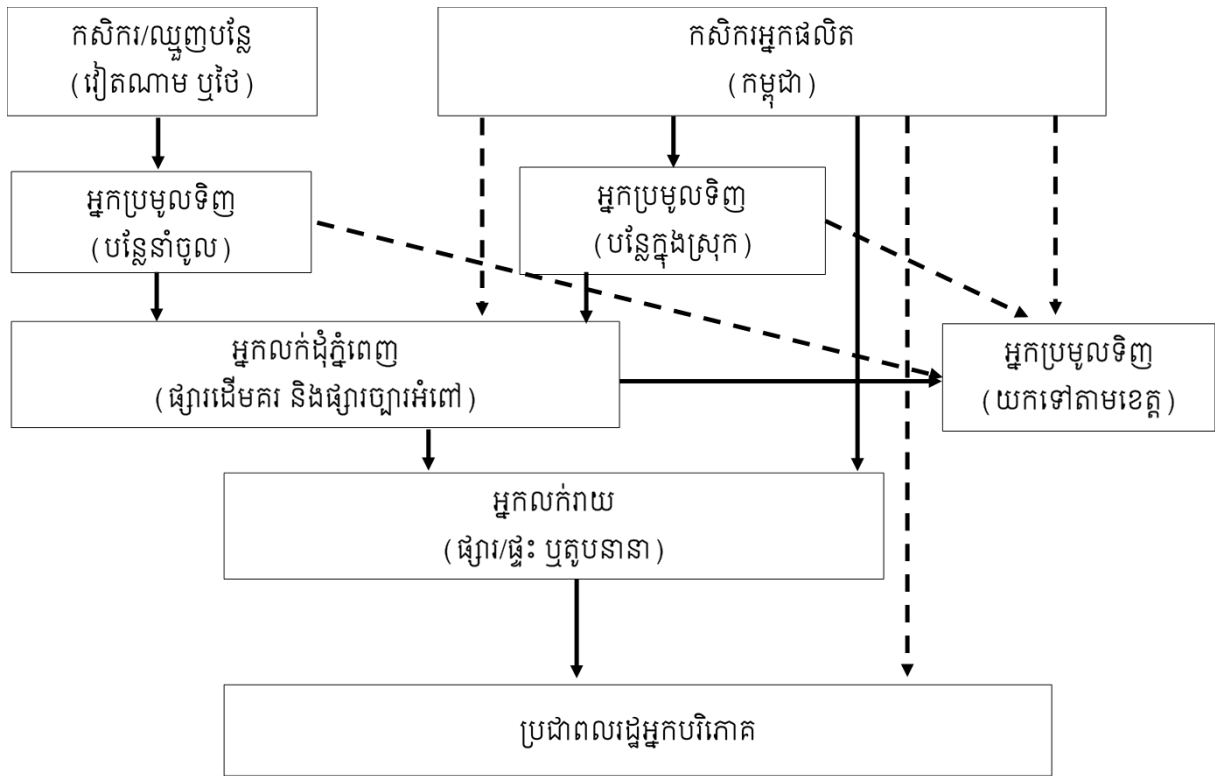 កសិករ/ឈ្មួញបន្លែ
(វៀតណាម ឬថៃ)
កសិករអ្នកផលិត
(កម្ពុជា)
អ្នកប្រមូលទិញ
(បន្លែនាំចូល)
អ្នកប្រមូលទិញ
(បន្លែក្នុងស្រុក)
អ្នកលក់ដុំភ្នំពេញ
(ផ្សារដើមគរ និងផ្សារច្បារអំពៅ)
អ្នកប្រមូលទិញ
(យកទៅតាមខេត្ត)
អ្នកលក់រាយ
(ផ្សារ/ផ្ទះ ឬតូបនានា)
ប្រជាពលរដ្ឋអ្នកបរិភោគ